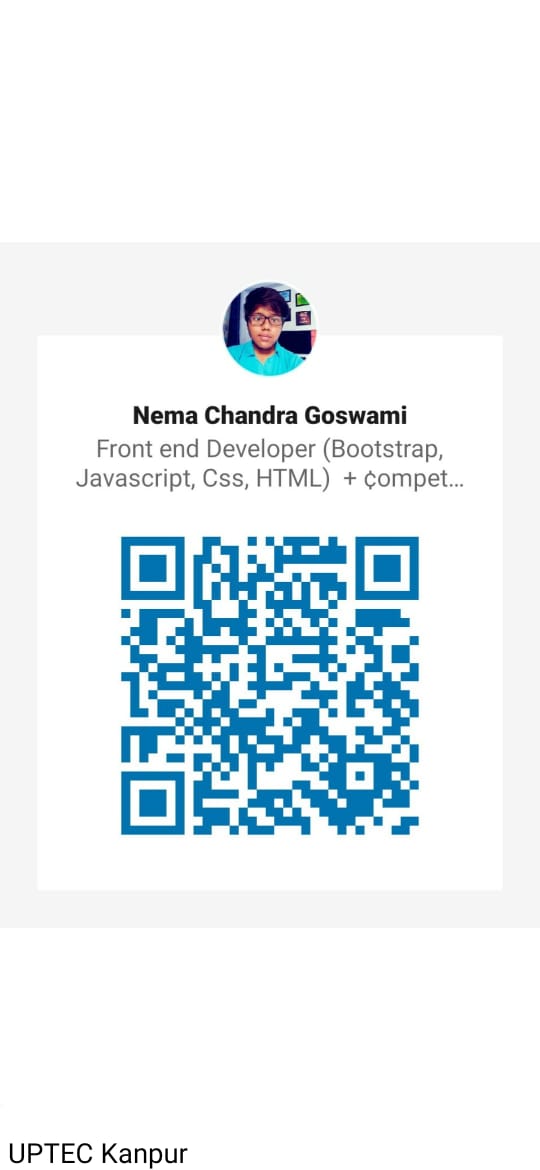 Nema Chandra Goswami
Front end Developer (Bootstrap,
Javascript, Css, HTML)  + ¢ompet...
UPTEC Kanpur